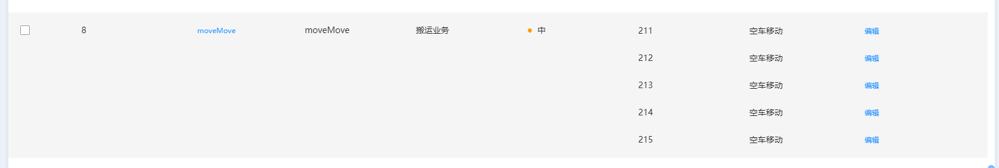 8 moveMove moveMove 搬运业务 中 211 空车移动 编辑
212 空车移动 编辑
213 空车移动 编辑
214 空车移动 编辑
215 空车移动 编辑